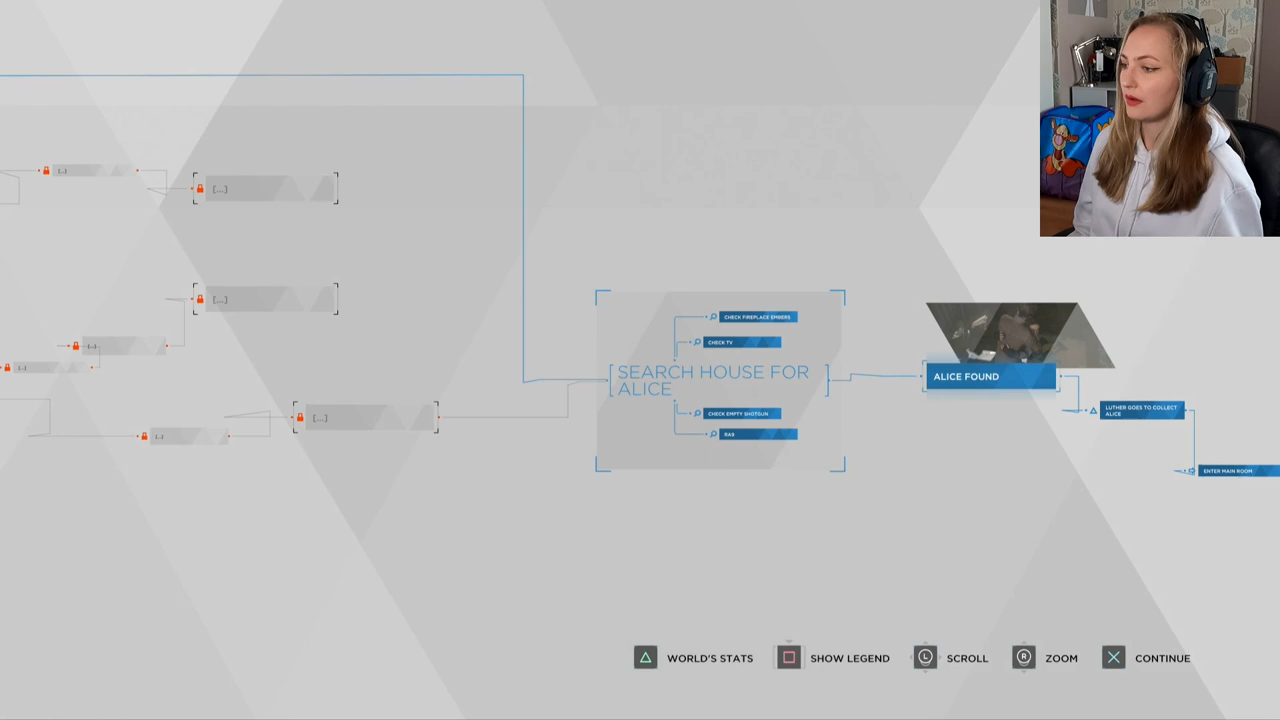 [...]
[...]
[...]
CHECK FIREPLACE EMBERS
CHECK TV
[...]
SEARCH HOUSE FOR
ALICE
[...]
ALICE FOUND
CHECK EMPTY SHOTGUN
LUTHER GOES TO COLLECT
ALICE
[...]
[...]
BAR
ENTER MAIN ROOM
WORLD'S STATS
SHOW LEGEND
L
SCROLL
R
ZOOM
CONTINUE